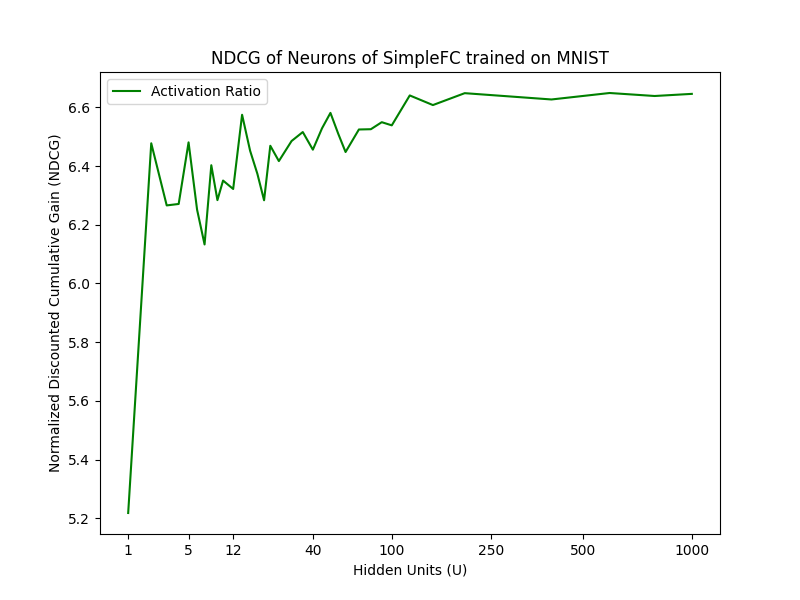 NDCG of Neurons of SimpleFC trained on MNIST
Activation Ratio
Normalized Discounted Cumulative Gain (NDCG)
6.6
6.4
6.2
6.0
5.8
5.6
5.4
5.2
1 5 12 40 100 250 500 1000
Hidden Units (U)